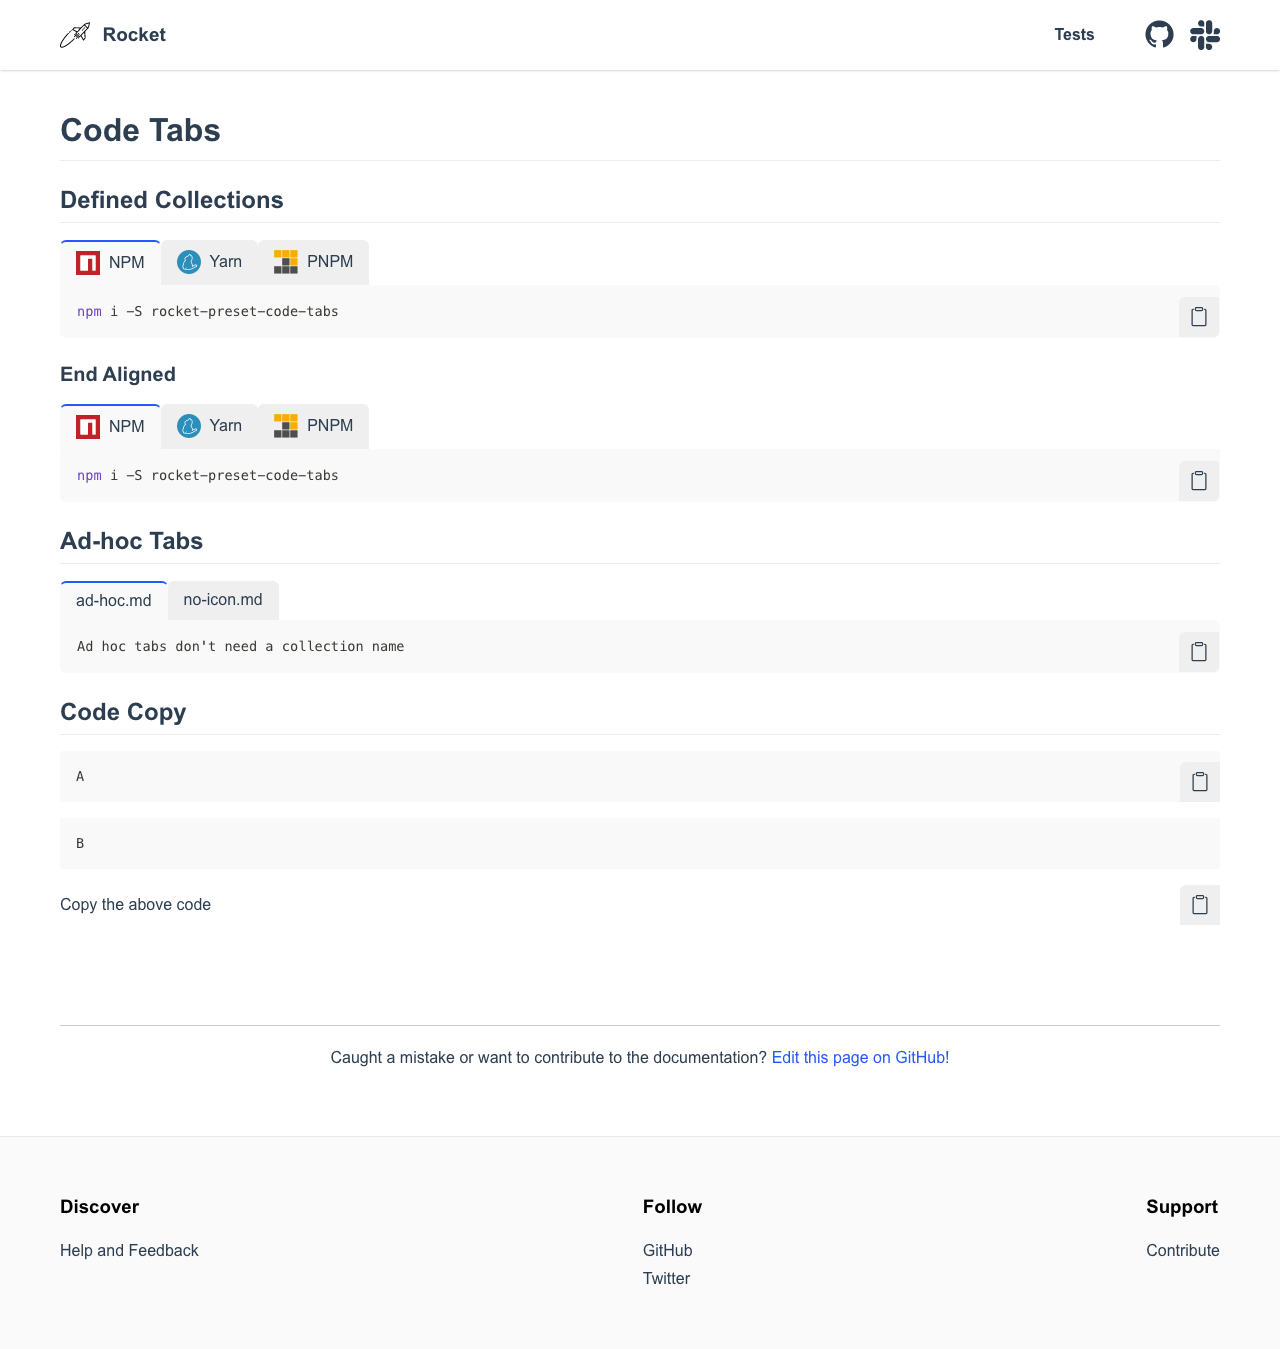 Rocket
Tests
Code Tabs
Defined Collections
NPM Yarn PNPM
npm i -S rocket-preset-code-tabs
End Aligned
NPM Yarn PNPM
npm i -S rocket-preset-code-tabs
Ad-hoc Tabs
ad-hoc.md no-icon.md
Ad hoc tabs don't need a collection name
Code Copy
A
B
Copy the above code
Caught a mistake or want to contribute to the documentation? Edit this page on GitHub!
Discover
Help and Feedback
Follow
GitHub
Twitter
Support
Contribute